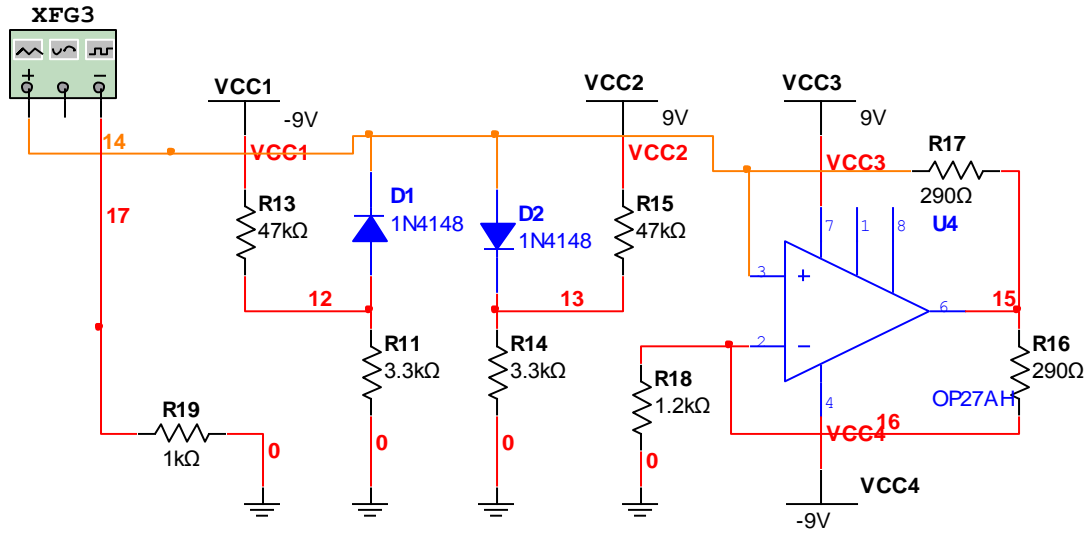 XFG3
+ −
VCC1
-9V
VCC2
9V
VCC3
9V
14
VCC1
VCC2
VCC3
R17
290Ω
17
R13
47kΩ
D1
1N4148
D2
1N4148
R15
47kΩ
U4
7
1
8
3
+
12
13
6
15
2
−
R11
3.3kΩ
R14
3.3kΩ
R18
1.2kΩ
R16
290Ω
4
OP27AH
R19
1kΩ
0
0
0
0
VCC4
16
VCC4
-9V